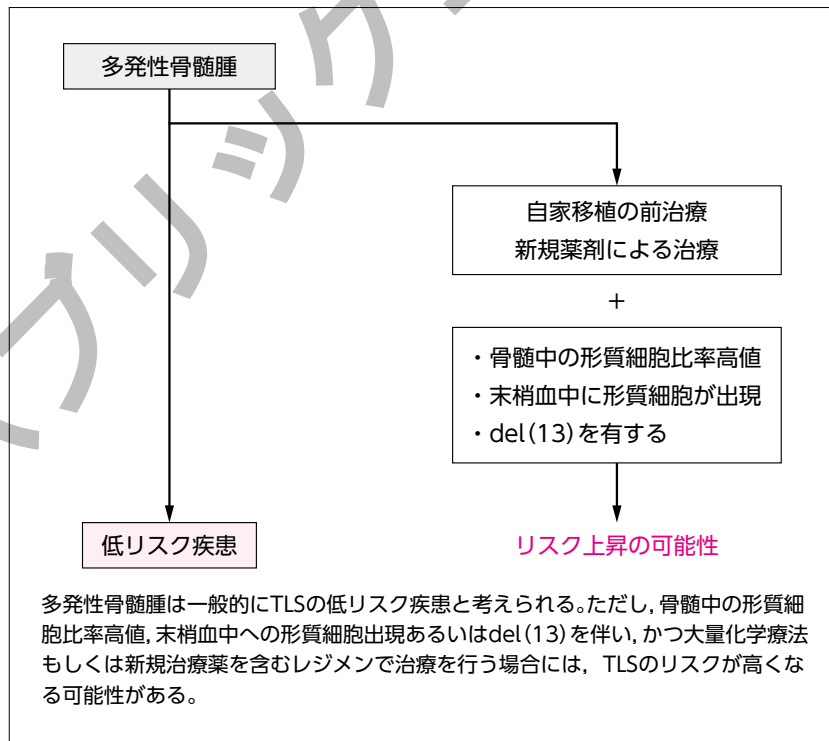 多発性骨髄腫
自家移植の前治療
新規薬剤による治療
+
・骨髄中の形質細胞比率高値
・末梢血中に形質細胞が出現
・del(13)を有する
低リスク疾患
リスク上昇の可能性
多発性骨髄腫は一般的にTLSの低リスク疾患と考えられる。ただし,骨髄中の形質細
胞比率高値,末梢血中への形質細胞出現あるいはdel(13)を伴い,かつ大量化学療法
もしくは新規治療薬を含むレジメンで治療を行う場合には,TLSのリスクが高くな
る可能性がある。